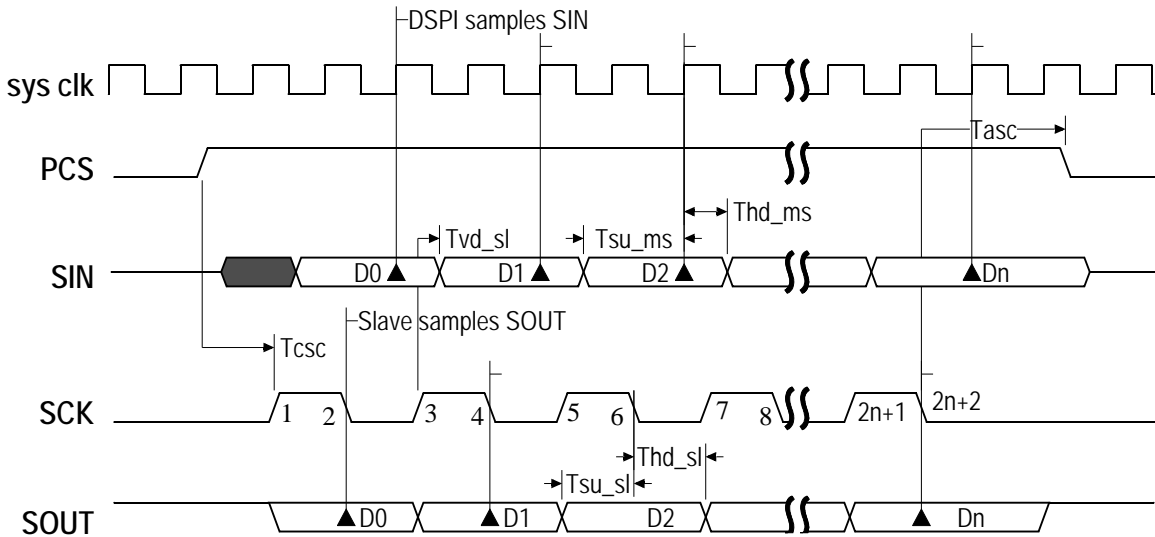 DSPI samples SIN
sys clk
Tasc
PCS
Thd_ms
Tvd_sl
Tsu_ms
SIN
D0
D1
D2
Dn
Slave samples SOUT
Tcsc
SCK
1
2
3
4
5
6
7
8
2n+1
2n+2
Thd_sl
Tsu_sl
SOUT
D0
D1
D2
Dn